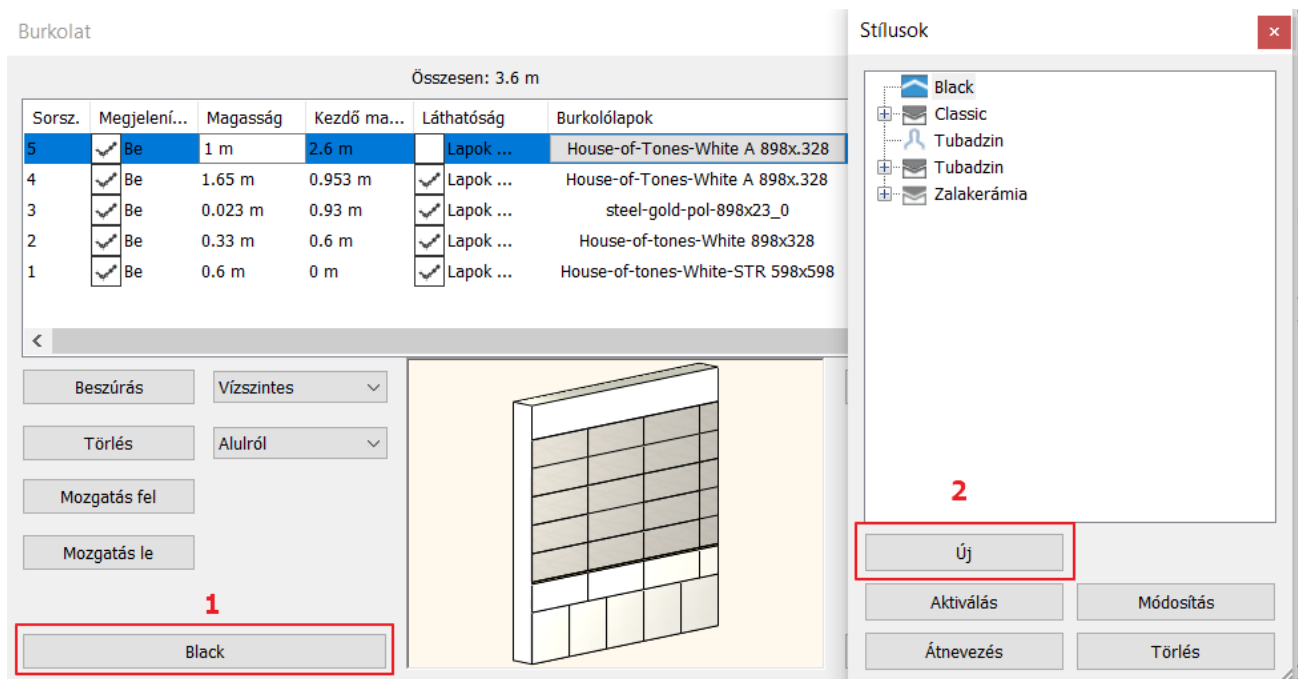 Burkolat
Összesen: 3.6 m
Sorsz. Megjelení... Magasság Kezdő ma... Láthatóság Burkolólapok
5 Be 1 m 2.6 m Lapok ... House-of-Tones-White A 898x.328
4 Be 1.65 m 0.953 m Lapok ... House-of-Tones-White A 898x.328
3 Be 0.023 m 0.93 m Lapok ... steel-gold-pol-898x23_0
2 Be 0.33 m 0.6 m Lapok ... House-of-tones-White 898x328
1 Be 0.6 m 0 m Lapok ... House-of-tones-White-STR 598x598
Beszúrás Vízszintes
Törlés Alulról
Mozgatás fel
Mozgatás le
1
Black
Stílusok
Black
Classic
Tubadzin
Tubadzin
Zalakerámia
2
Új
Aktiválás Módosítás
Átnevezés Törlés